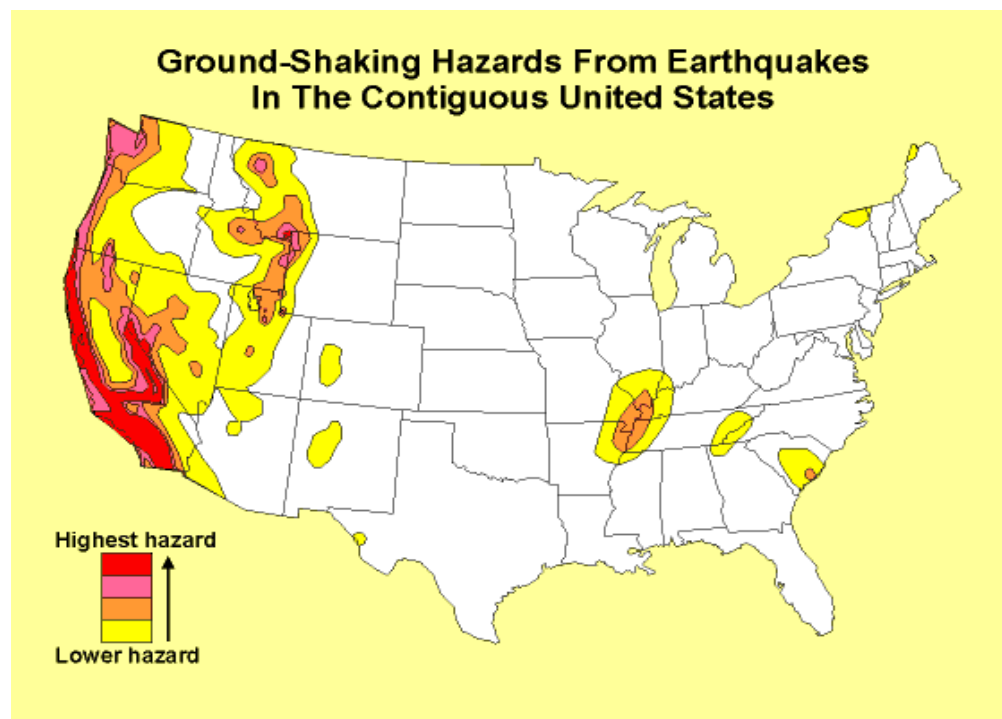 Ground-Shaking Hazards From Earthquakes
In The Contiguous United States
Highest hazard
Lower hazard